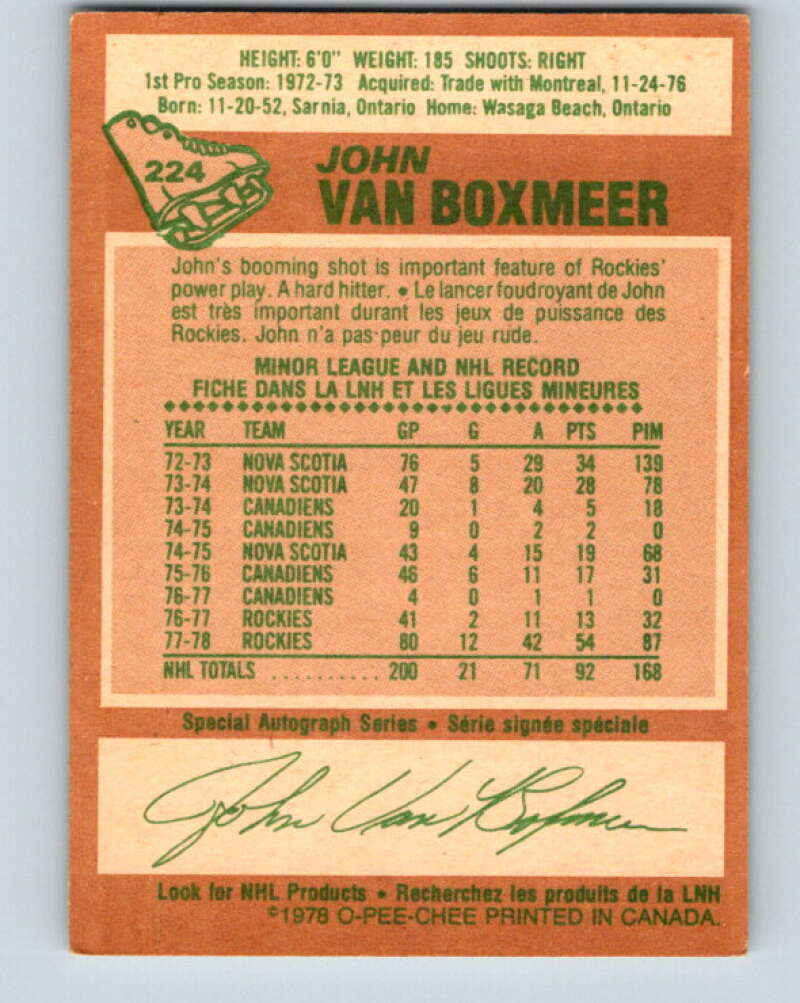 HEIGHT: 6'0" WEIGHT: 185 SHOOTS: RIGHT
1st Pro Season: 1972-73 Acquired: Trade with Montreal, 11-24-76
Born: 11-20-52, Sarnia, Ontario Home: Wasaga Beach, Ontario
224
JOHN
VAN BOXMEER
John's booming shot is important feature of Rockies'
power play. A hard hitter. • Le lancer foudroyant de John
est très important durant les jeux de puissance des
Rockies. John n'a pas peur du jeu rude.
MINOR LEAGUE AND NHL RECORD
FICHE DANS LA LNH ET LES LIGUES MINEURES
YEAR TEAM GP G A PTS PIM
72-73 NOVA SCOTIA 76 5 29 34 139
73-74 NOVA SCOTIA 47 8 20 28 78
73-74 CANADIENS 20 1 4 5 18
74-75 CANADIENS 9 0 2 2 0
74-75 NOVA SCOTIA 43 4 15 19 68
75-76 CANADIENS 46 6 11 17 31
76-77 CANADIENS 4 0 1 1 0
76-77 ROCKIES 41 2 11 13 32
77-78 ROCKIES 80 12 42 54 87
NHL TOTALS .......... 200 21 71 92 168
Special Autograph Series • Série signée spéciale
John Van Boxmeer
Look for NHL Products • Recherchez les produits de la LNH
©1978 O-PEE-CHEE PRINTED IN CANADA.